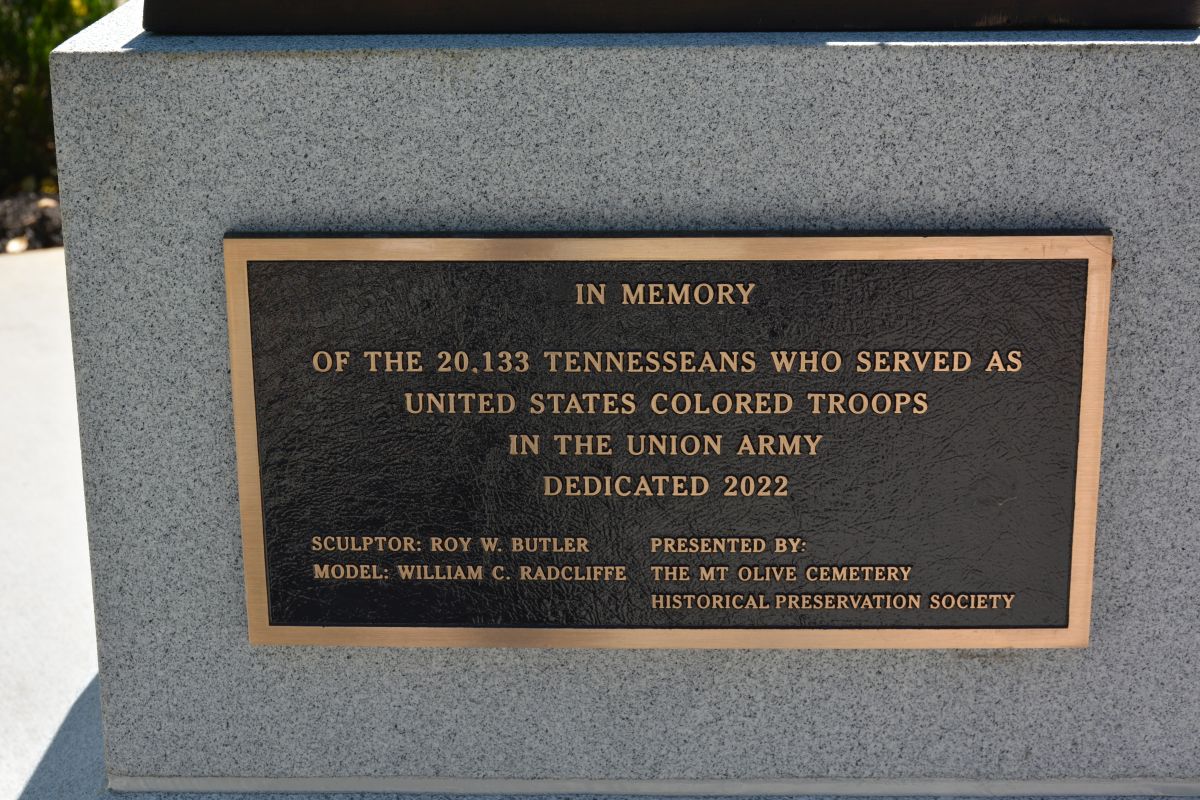 IN MEMORY
OF THE 20,133 TENNESSEANS WHO SERVED AS
UNITED STATES COLORED TROOPS
IN THE UNION ARMY
DEDICATED 2022
SCULPTOR: ROY W. BUTLER
MODEL: WILLIAM C. RADCLIFFE
PRESENTED BY:
THE MT OLIVE CEMETERY
HISTORICAL PRESERVATION SOCIETY